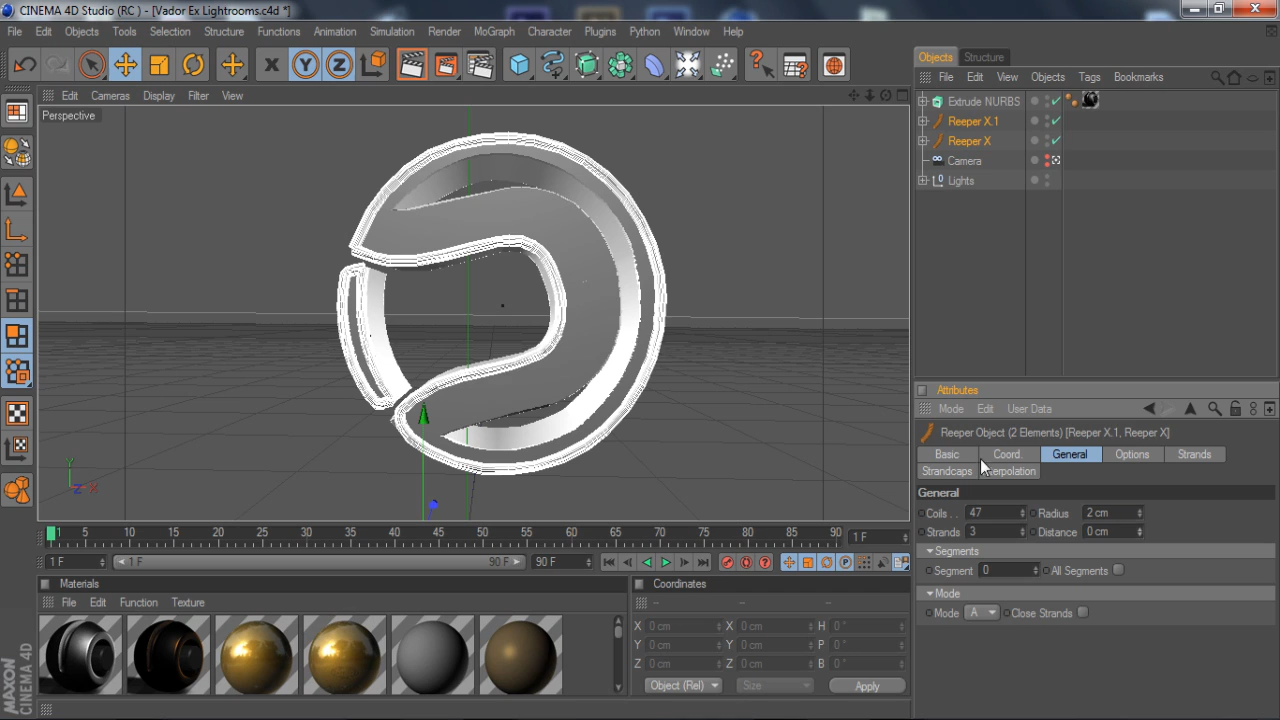 CINEMA 4D Studio (RC ) - [Vador Ex Lightrooms.c4d *]
File Edit Objects Tools Selection Structure Functions Animation Simulation Render MoGraph Character Plugins Python Window Help
X Y Z
Edit Cameras Display Filter View
Perspective
Y
Z X
Objects Structure
File Edit View Objects Tags Bookmarks
Extrude NURBS
Reeper X.1
Reeper X
Camera
Lights
Attributes
Mode Edit User Data
Reeper Object (2 Elements) [Reeper X.1, Reeper X]
Basic Coord. General Options Strands
Strandcaps terpolation
General
Coils . . 47 Radius 2 cm
Strands 3 Distance 0 cm
Segments
Segment 0 All Segments
Mode
Mode A Close Strands
1 5 10 15 20 25 30 35 40 45 50 55 60 65 70 75 80 85 90 1 F
1 F 1 F 90 F 90 F
Materials
File Edit Function Texture
Coordinates
-- -- --
X 0 cm X 0 cm H 0 °
Y 0 cm Y 0 cm P 0 °
Z 0 cm Z 0 cm B 0 °
Object (Rel) Size Apply
MAXON
CINEMA 4D